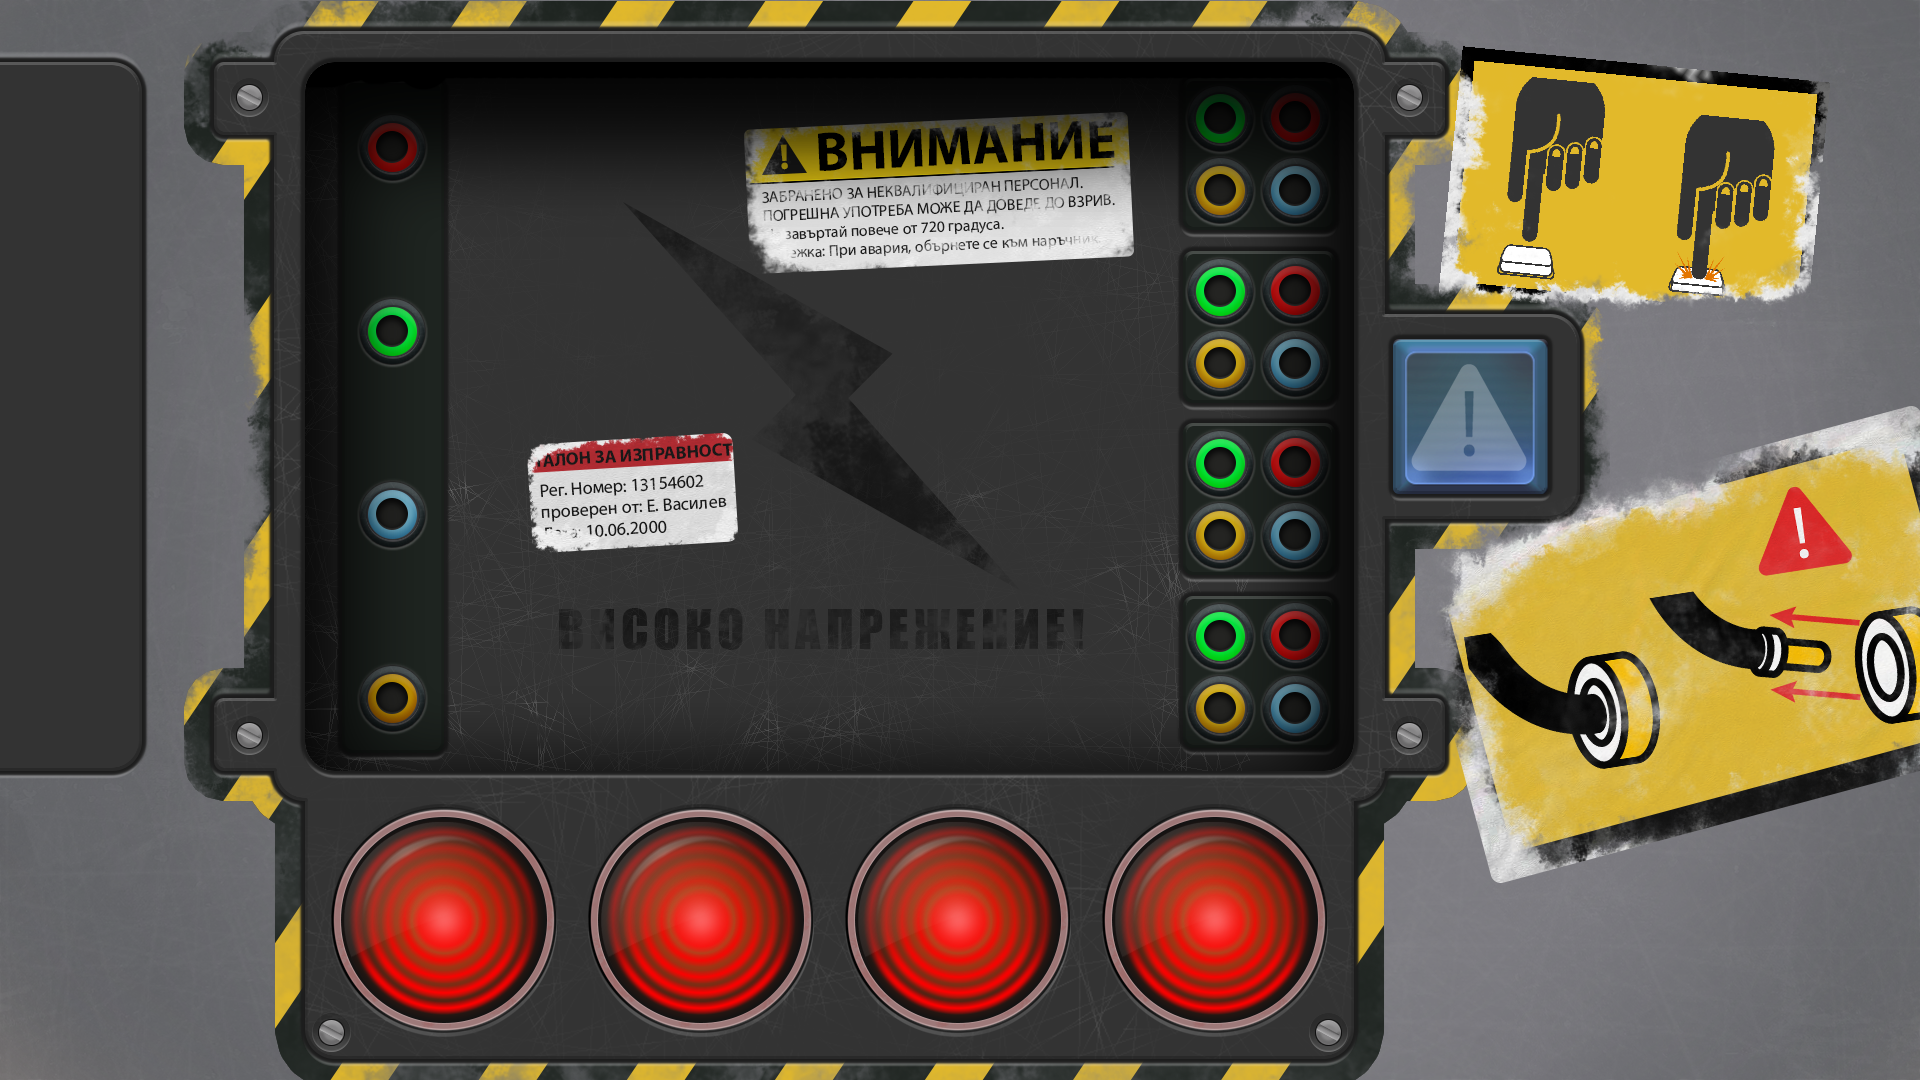 ВНИМАНИЕ
ЗАБРАНЕНО ЗА НЕКВАЛИФИЦИРАН ПЕРСОНАЛ.
ПОГРЕШНА УПОТРЕБА МОЖЕ ДА ДОВЕДЕ ДО ВЗРИВ.
завъртай повече от 720 градуса.
При авария, обърнете се към наръчник
ТАЛОН ЗА ИЗПРАВНОСТ
Рег. Номер: 13154602
проверен от: Е. Василев
10.06.2000
ВИСОКО НАПРЕЖЕНИЕ!